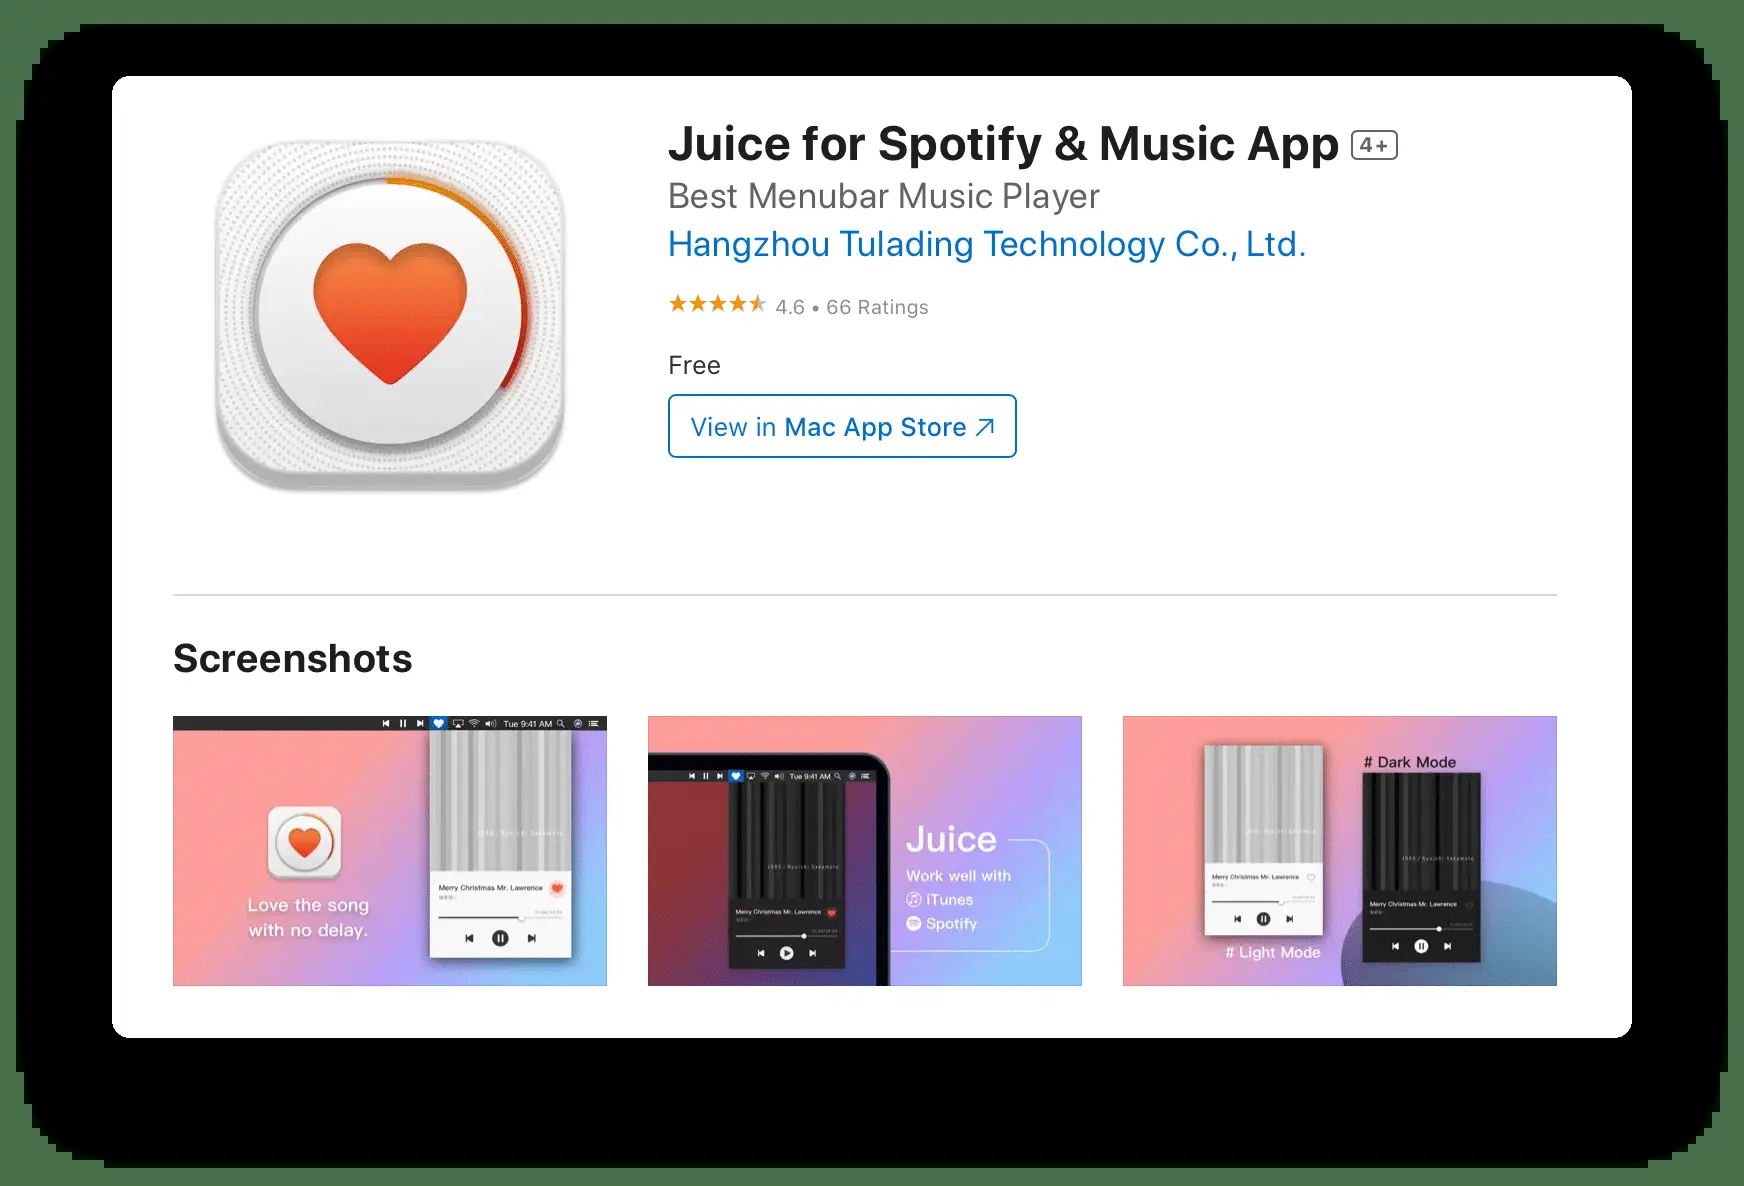 Juice for Spotify & Music App 4+
Best Menubar Music Player
Hangzhou Tulading Technology Co., Ltd.
4.6 • 66 Ratings
Free
View in Mac App Store
Screenshots
Tue 9:41 AM
Love the song
with no delay.
1996 / Ryuichi Sakamoto
Merry Christmas Mr. Lawrence
Tue 9:41 AM
1996 / Ryuichi Sakamoto
Merry Christmas Mr. Lawrence
Juice
Work well with
iTunes
Spotify
1996 / Ryuichi Sakamoto
Merry Christmas Mr. Lawrence
# Light Mode
# Dark Mode
1996 / Ryuichi Sakamoto
Merry Christmas Mr. Lawrence